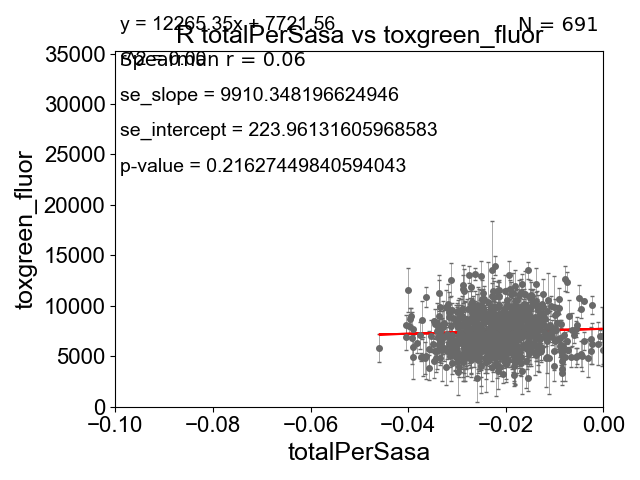 y = 12265.35x + 7721.56
N = 691
R totalPerSasa vs toxgreen_fluor
Spearman r = 0.06
se_slope = 9910.348196624946
se_intercept = 223.96131605968583
p-value = 0.21627449840594043
toxgreen_fluor
35000
30000
25000
20000
15000
10000
5000
0
−0.10
−0.08
−0.06
−0.04
−0.02
0.00
totalPerSasa